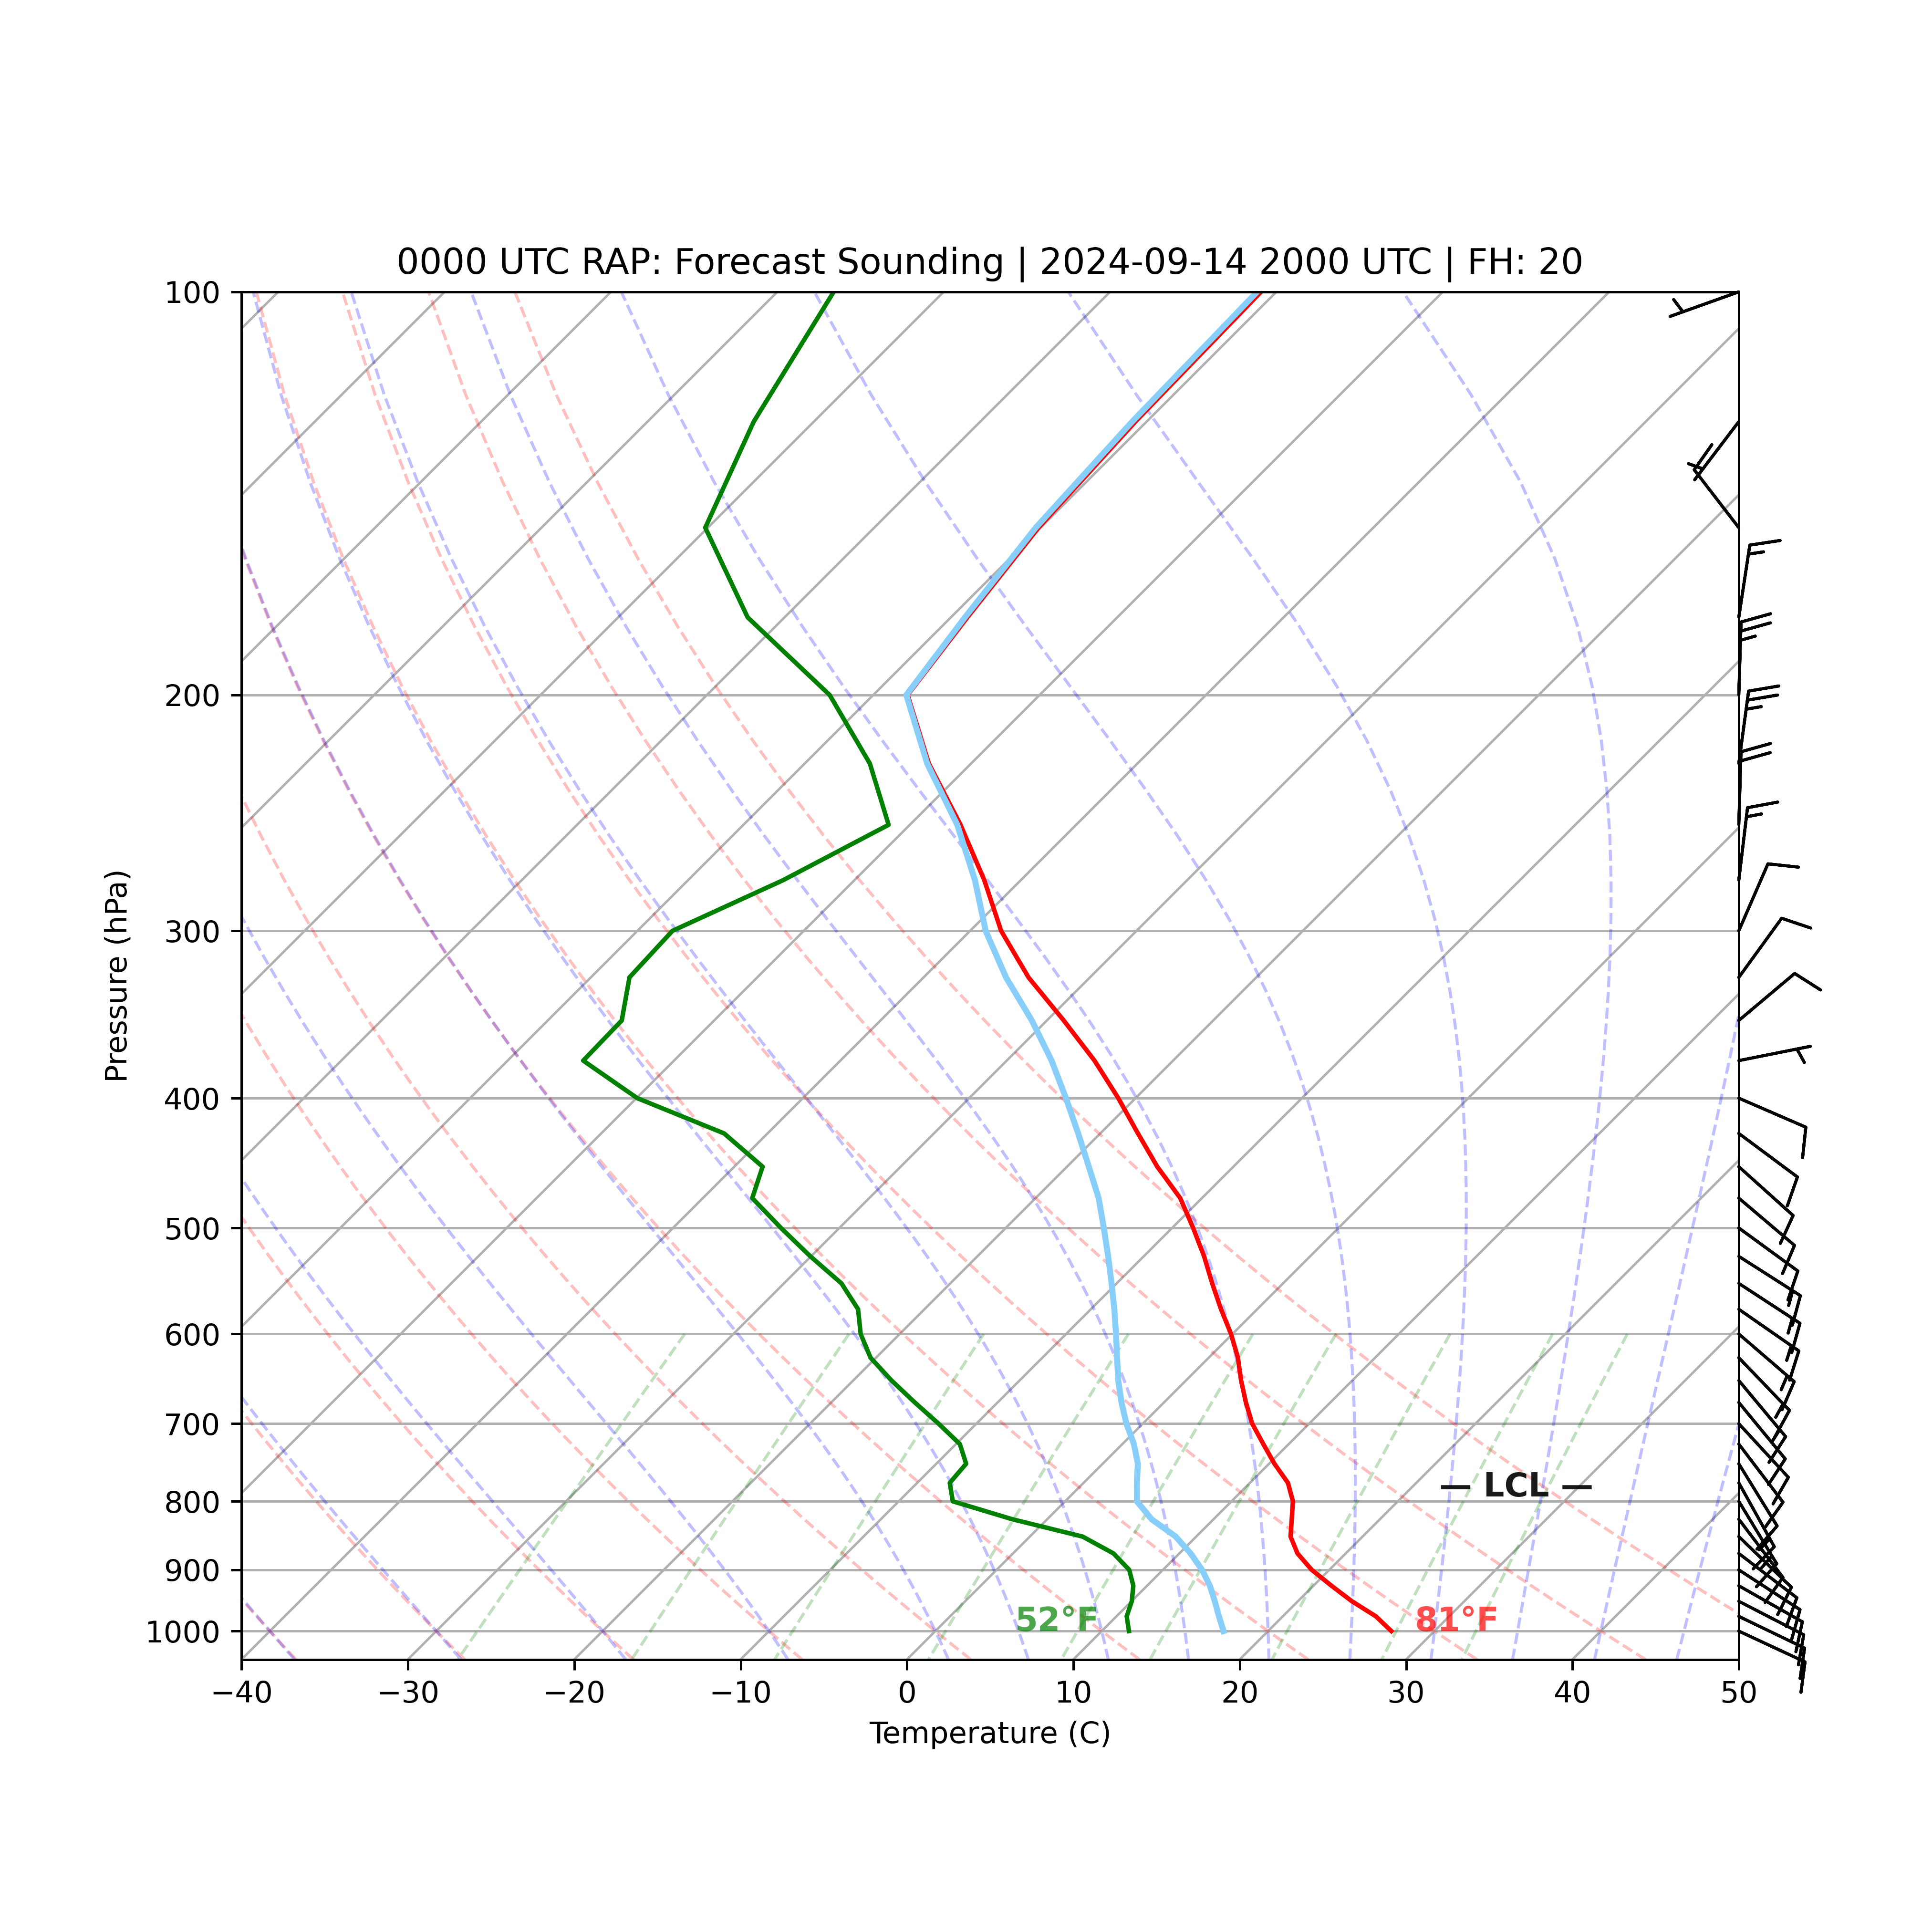 0000 UTC RAP: Forecast Sounding | 2024-09-14 2000 UTC | FH: 20
100
200
300
400
500
600
700
800
900
1000
Pressure (hPa)
— LCL —
52°F
81°F
−40 −30 −20 −10 0 10 20 30 40 50
Temperature (C)